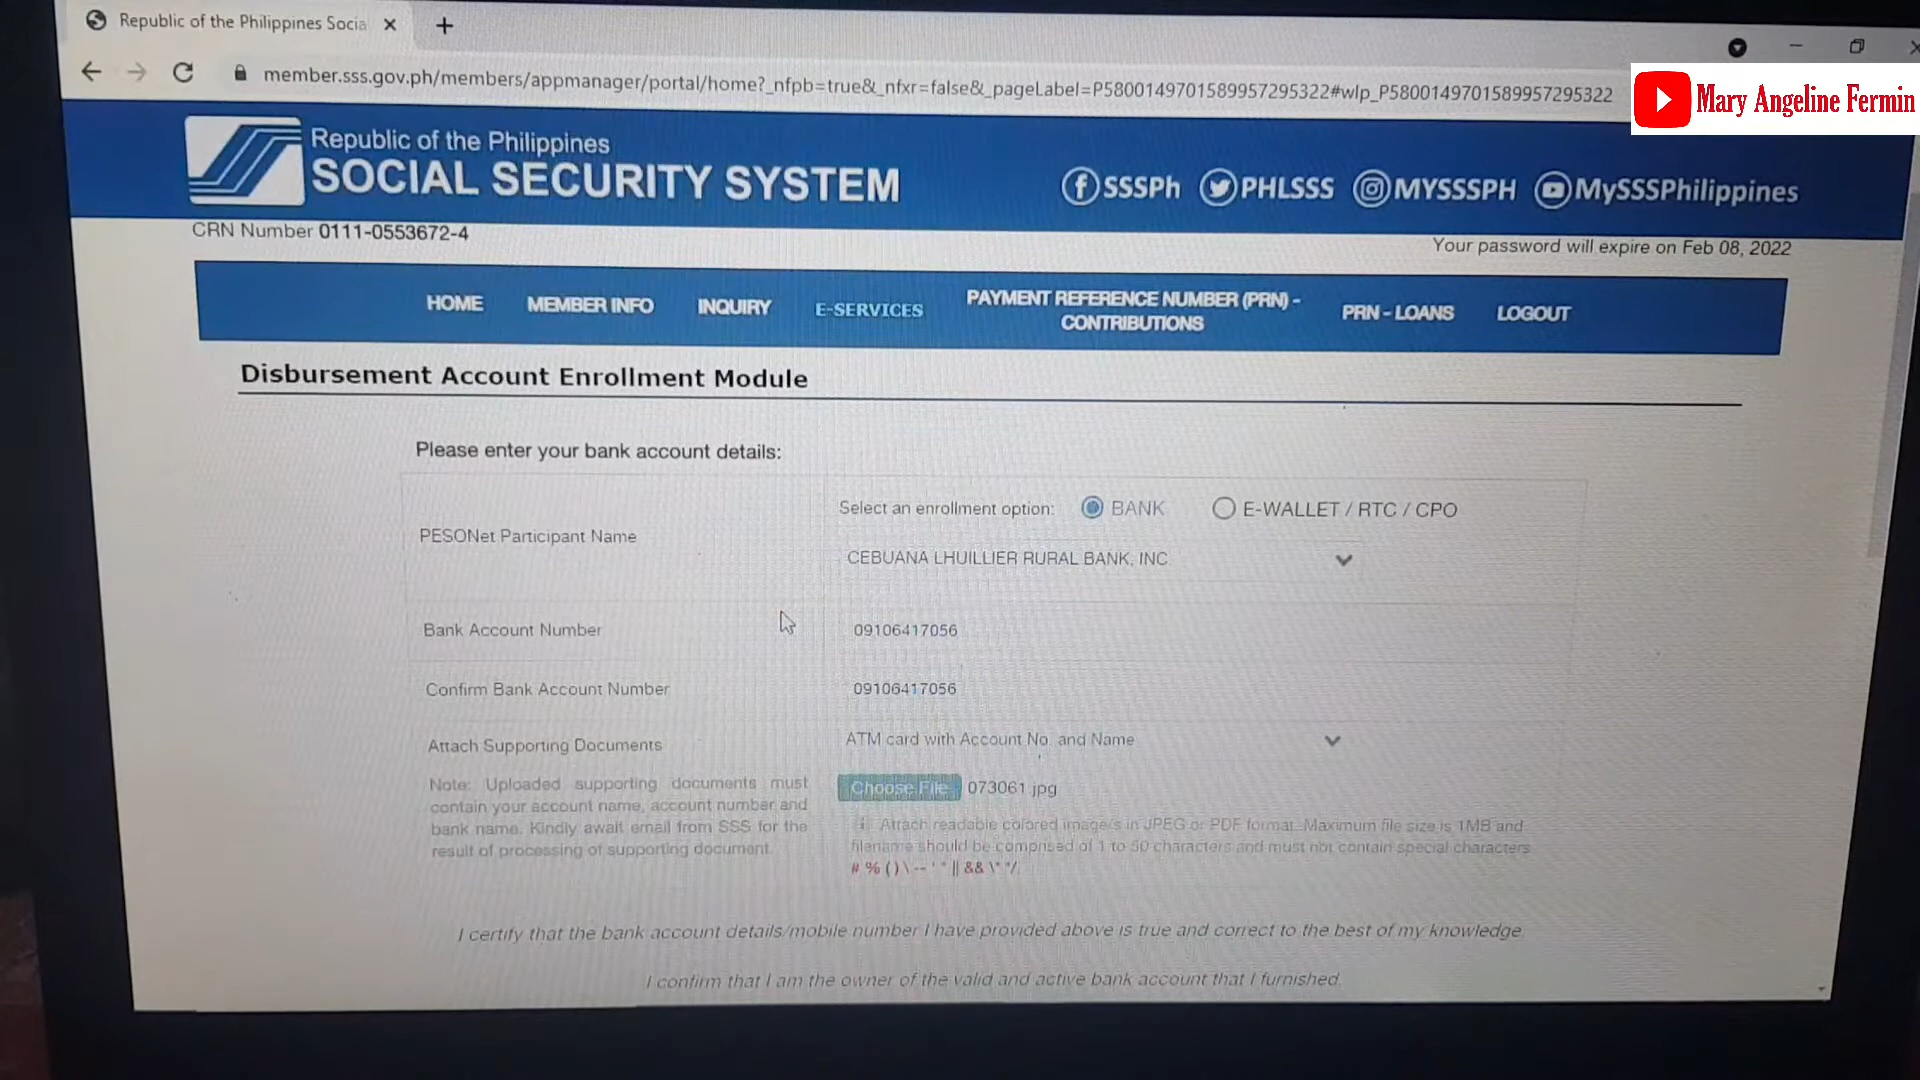 Republic of the Philippines Socia
member.sss.gov.ph/members/appmanager/portal/home?_nfpb=true&_nfxr=false&_pageLabel=P5800149701589957295322#wlp_P5800149701589957295322
Mary Angeline Fermin
Republic of the Philippines
SOCIAL SECURITY SYSTEM
SSSPh PHLSSS MYSSSPH MySSSPhilippines
CRN Number 0111-0553672-4
Your password will expire on Feb 08, 2022
HOME MEMBER INFO INQUIRY E-SERVICES PAYMENT REFERENCE NUMBER (PRN) - CONTRIBUTIONS PRN - LOANS LOGOUT
Disbursement Account Enrollment Module
Please enter your bank account details:
Select an enrollment option: BANK E-WALLET / RTC / CPO
PESONet Participant Name
CEBUANA LHUILLIER RURAL BANK, INC
Bank Account Number 09106417056
Confirm Bank Account Number 09106417056
Attach Supporting Documents ATM card with Account No. and Name
Note: Uploaded supporting documents must
contain your account name, account number and
bank name. Kindly await email from SSS for the
result of processing of supporting document.
Choose File 073061.jpg
Attach readable colored image/s in JPEG or PDF format. Maximum file size is 1MB and
filename should be comprised of 1 to 50 characters and must not contain special characters
I certify that the bank account details/mobile number I have provided above is true and correct to the best of my knowledge.
I confirm that I am the owner of the valid and active bank account that I furnished.